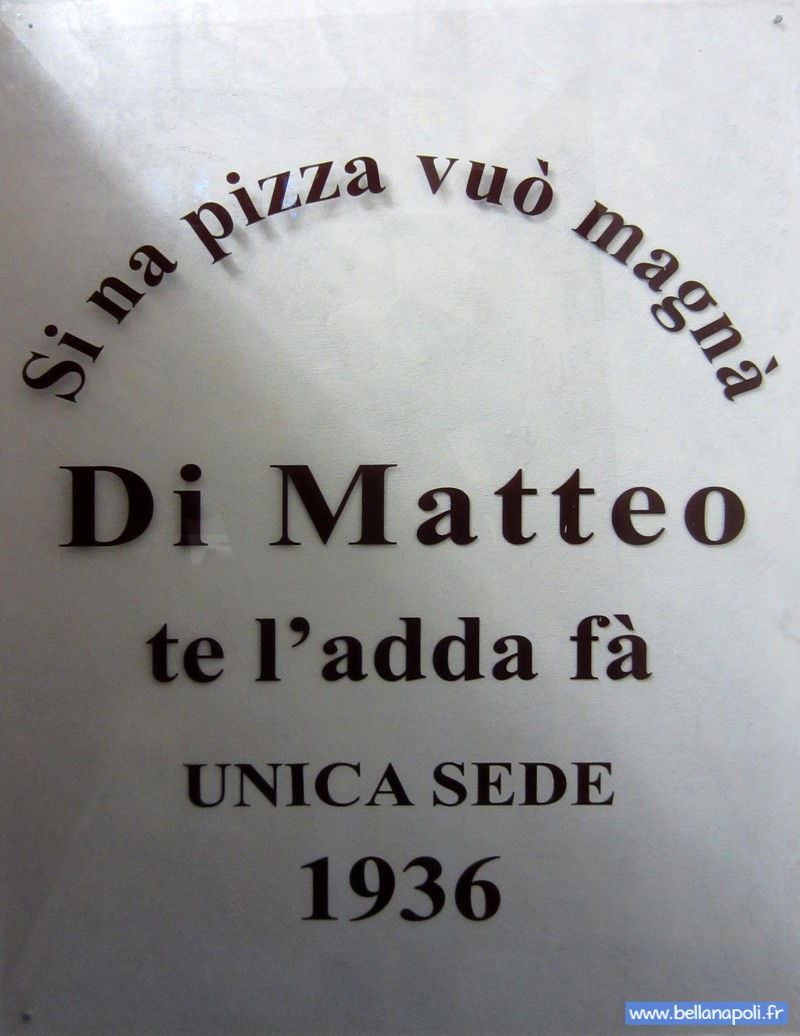 Si na pizza vuò magnà
Di Matteo
te l’adda fà
UNICA SEDE
1936
www.bellanapoli.fr